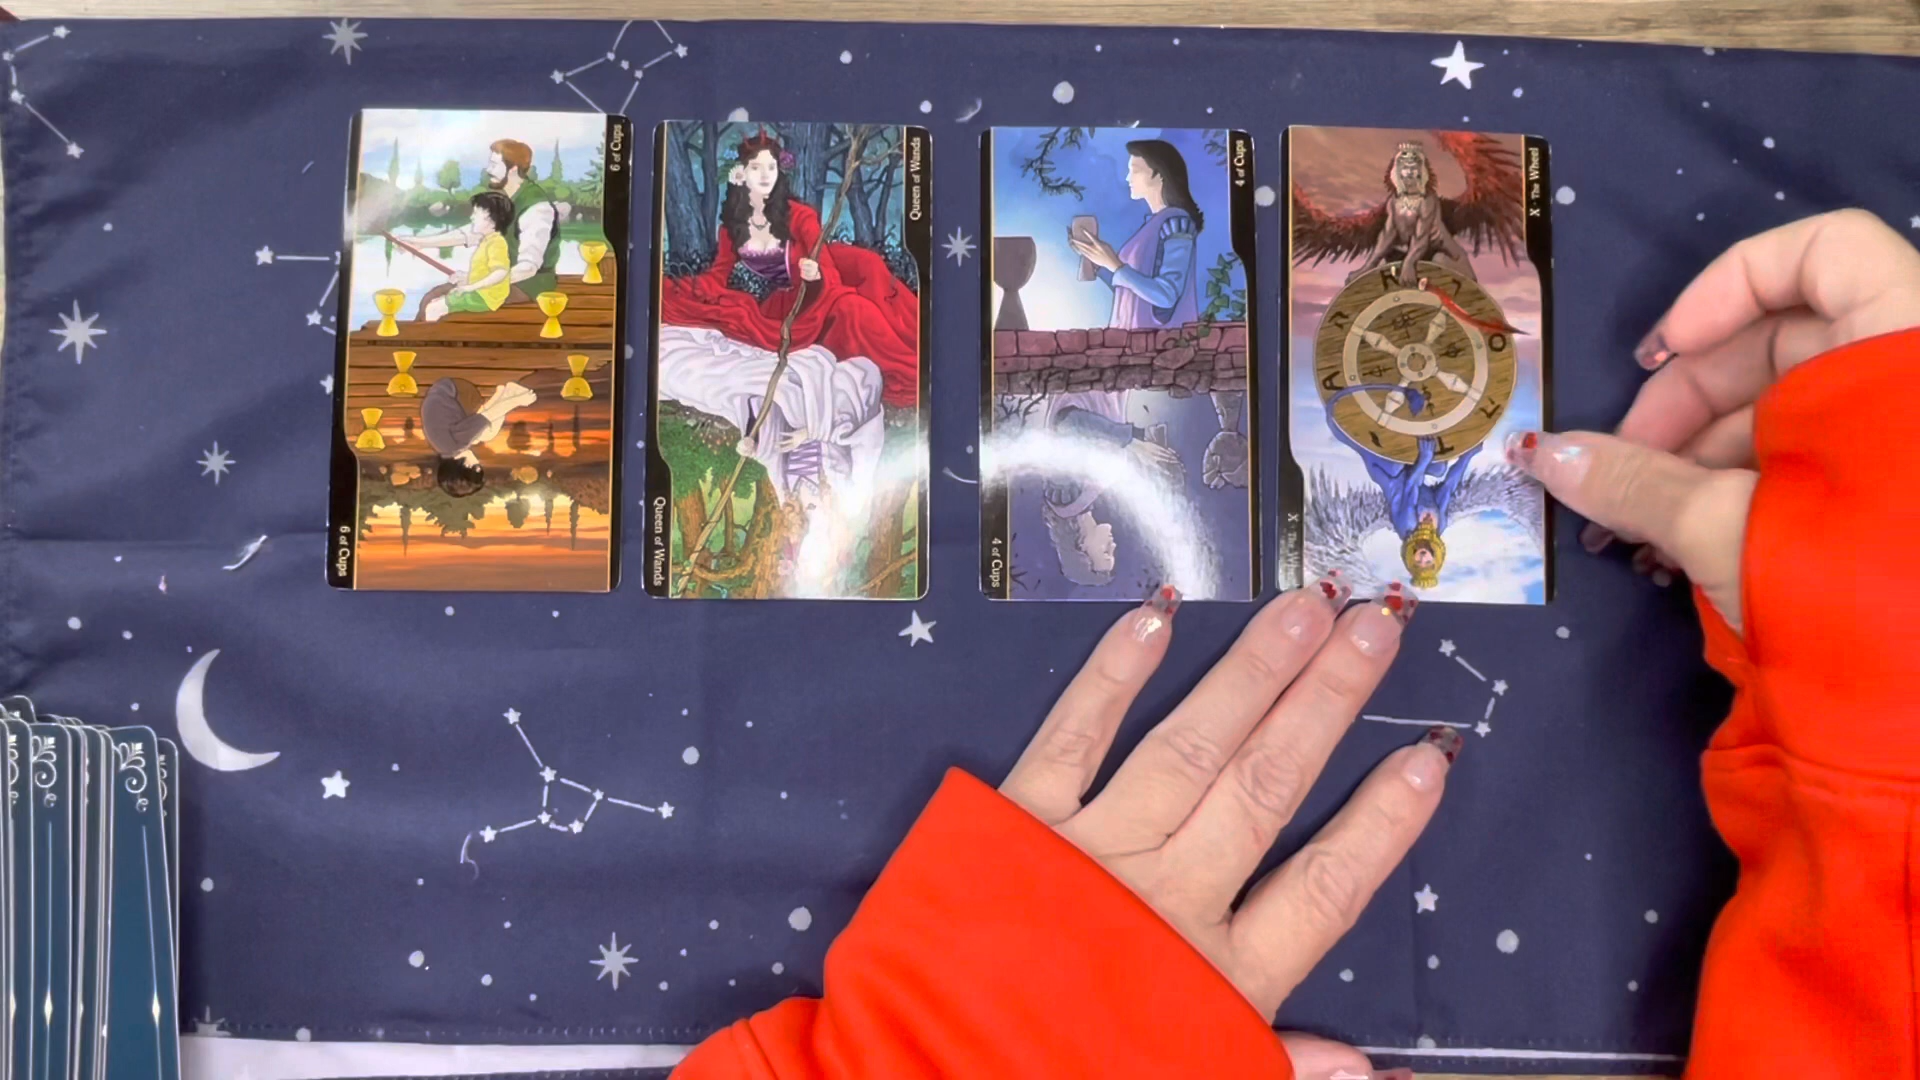 6 of Cups
6 of Cups
Queen of Wands
Queen of Wands
4 of Cups
4 of Cups
X · The Wheel
X · The